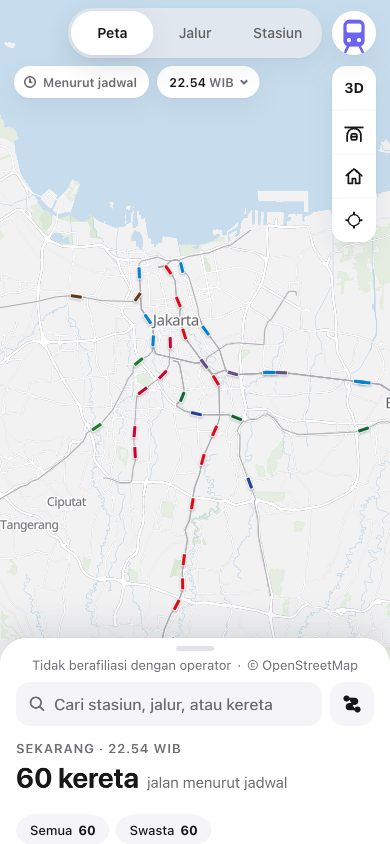 Peta Jalur Stasiun
Menurut jadwal 22.54 WIB
3D
Jakarta
Ciputat
Tangerang
Tidak berafiliasi dengan operator · © OpenStreetMap
Cari stasiun, jalur, atau kereta
SEKARANG · 22.54 WIB
60 kereta jalan menurut jadwal
Semua 60 Swasta 60